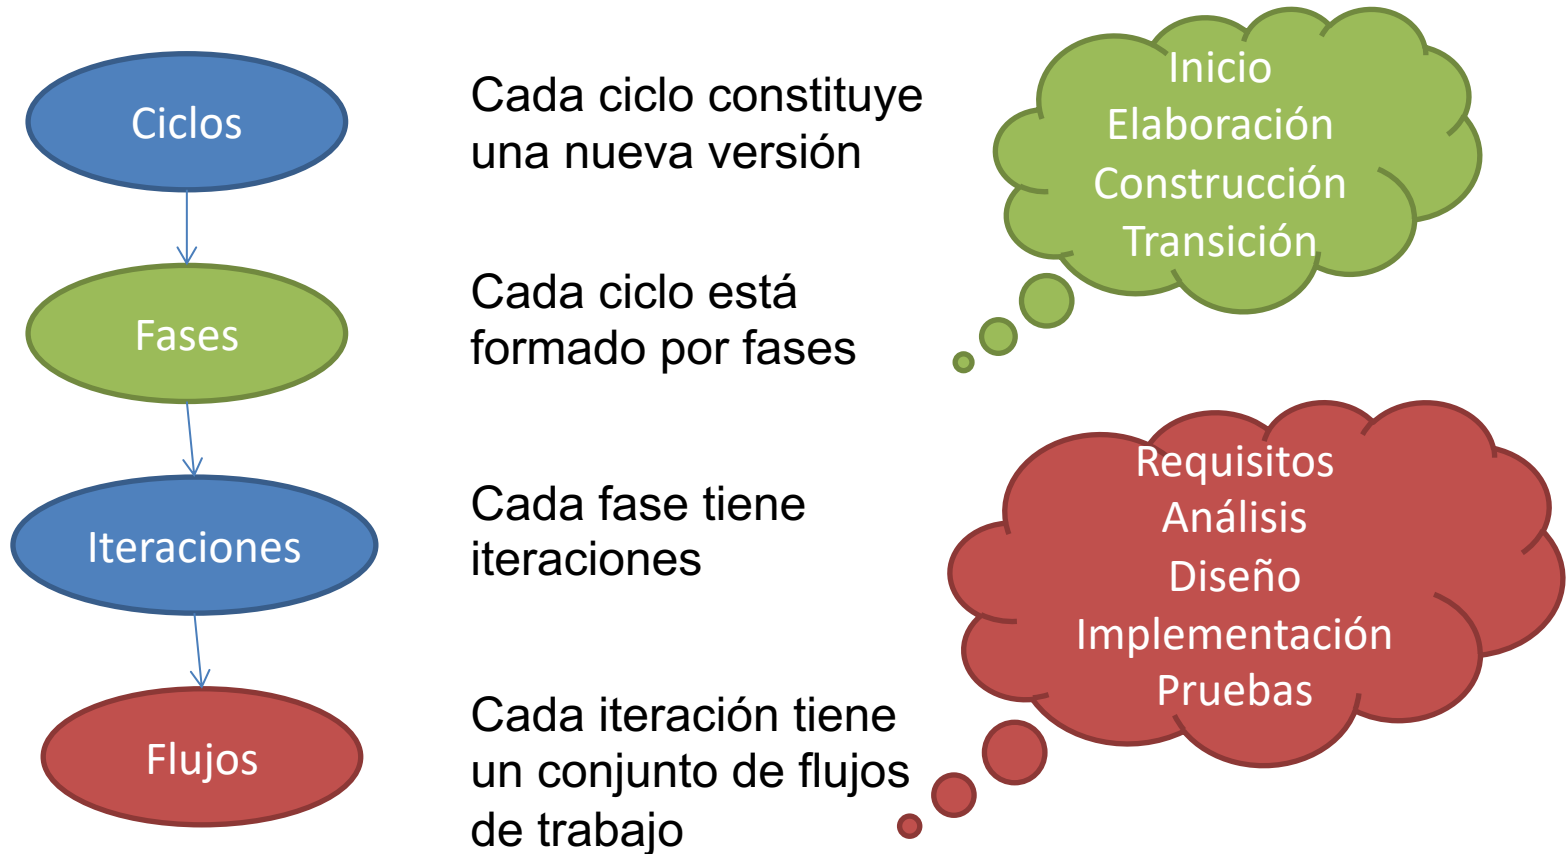 Ciclos
Cada ciclo constituye
una nueva versión
Inicio
Elaboración
Construcción
Transición
Fases
Cada ciclo está
formado por fases
Iteraciones
Cada fase tiene
iteraciones
Requisitos
Análisis
Diseño
Implementación
Pruebas
Flujos
Cada iteración tiene
un conjunto de flujos
de trabajo